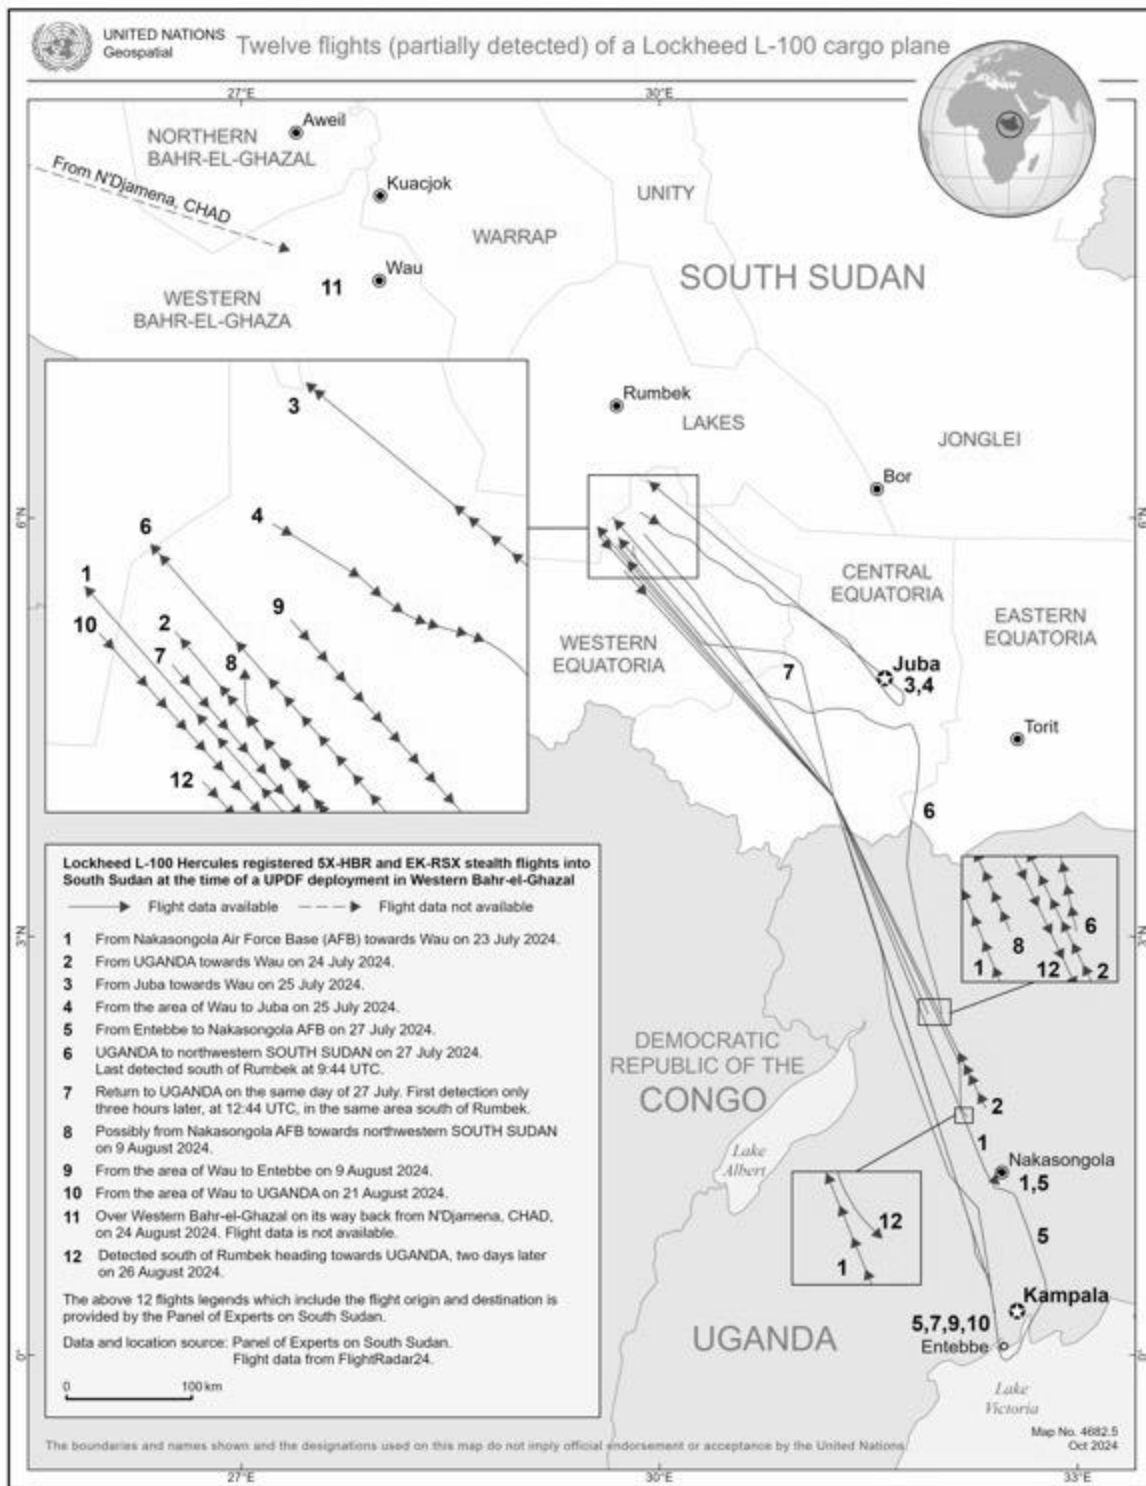 UNITED NATIONS
Geospatial
Twelve flights (partially detected) of a Lockheed L-100 cargo plane
27°E
30°E
NORTHERN
BAHR-EL-GHAZAL
Aweil
From N'Djamena, CHAD
Kuacjok
UNITY
WARRAP
SOUTH SUDAN
Wau
11
WESTERN
BAHR-EL-GHAZA
3
Rumbek
LAKES
JONGLEI
Bor
6°N
6°N
4
6
1
10
2
7
9
8
12
CENTRAL
EQUATORIA
EASTERN
EQUATORIA
WESTERN
EQUATORIA
7
Juba
3,4
Torit
6
Lockheed L-100 Hercules registered 5X-HBR and EK-RSX stealth flights into
South Sudan at the time of a UPDF deployment in Western Bahr-el-Ghazal
Flight data available
Flight data not available
1 From Nakasongola Air Force Base (AFB) towards Wau on 23 July 2024.
2 From UGANDA towards Wau on 24 July 2024.
3 From Juba towards Wau on 25 July 2024.
4 From the area of Wau to Juba on 25 July 2024.
5 From Entebbe to Nakasongola AFB on 27 July 2024.
6 UGANDA to northwestern SOUTH SUDAN on 27 July 2024.
Last detected south of Rumbek at 9:44 UTC.
7 Return to UGANDA on the same day of 27 July. First detection only
three hours later, at 12:44 UTC, in the same area south of Rumbek.
8 Possibly from Nakasongola AFB towards northwestern SOUTH SUDAN
on 9 August 2024.
9 From the area of Wau to Entebbe on 9 August 2024.
10 From the area of Wau to UGANDA on 21 August 2024.
11 Over Western Bahr-el-Ghazal on its way back from N'Djamena, CHAD,
on 24 August 2024. Flight data is not available.
12 Detected south of Rumbek heading towards UGANDA, two days later
on 26 August 2024.
The above 12 flights legends which include the flight origin and destination is
provided by the Panel of Experts on South Sudan.
Data and location source: Panel of Experts on South Sudan.
Flight data from FlightRadar24.
0 100 km
3°N
3°N
1
8
12
6
2
DEMOCRATIC
REPUBLIC OF THE
CONGO
2
1
Lake
Albert
Nakasongola
1,5
12
1
5
Kampala
5,7,9,10
Entebbe
UGANDA
0°
0°
Lake
Victoria
Map No. 4682.5
Oct 2024
The boundaries and names shown and the designations used on this map do not imply official endorsement or acceptance by the United Nations.
27°E
30°E
33°E